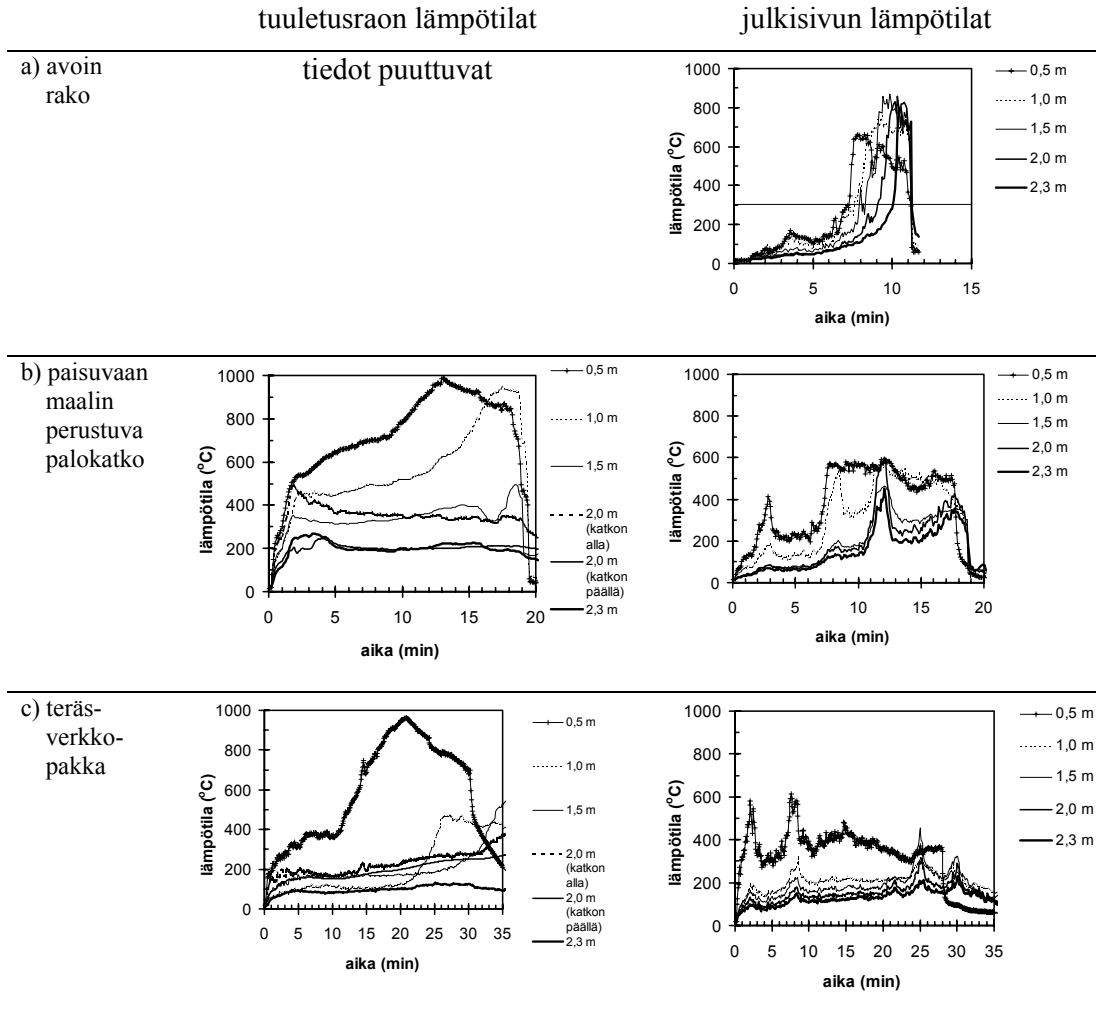 tuuletusraon lämpötilat
julkisivun lämpötilat
a) avoin
rako
tiedot puuttuvat
lämpötila (°C)
1000
800
600
400
200
0
0 5 10 15
aika (min)
0,5 m
1,0 m
1,5 m
2,0 m
2,3 m
b) paisuvaan
maalin
perustuva
palokatko
lämpötila (°C)
1000
800
600
400
200
0
0 5 10 15 20
aika (min)
0,5 m
1,0 m
1,5 m
2,0 m
(katkon
alla)
2,0 m
(katkon
päällä)
2,3 m
lämpötila (°C)
1000
800
600
400
200
0
0 5 10 15 20
aika (min)
0,5 m
1,0 m
1,5 m
2,0 m
2,3 m
c) teräs-
verkko-
pakka
lämpötila (°C)
1000
800
600
400
200
0
0 5 10 15 20 25 30 35
aika (min)
0,5 m
1,0 m
1,5 m
2,0 m
(katkon
alla)
2,0 m
(katkon
päällä)
2,3 m
lämpötila (°C)
1000
800
600
400
200
0
0 5 10 15 20 25 30 35
aika (min)
0,5 m
1,0 m
1,5 m
2,0 m
2,3 m